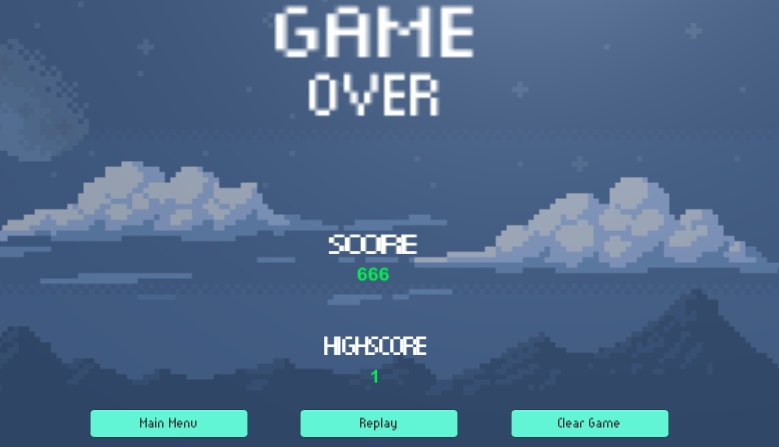 GAME
OVER
SCORE
666
HIGHSCORE
1
Main Menu
Replay
Clear Game